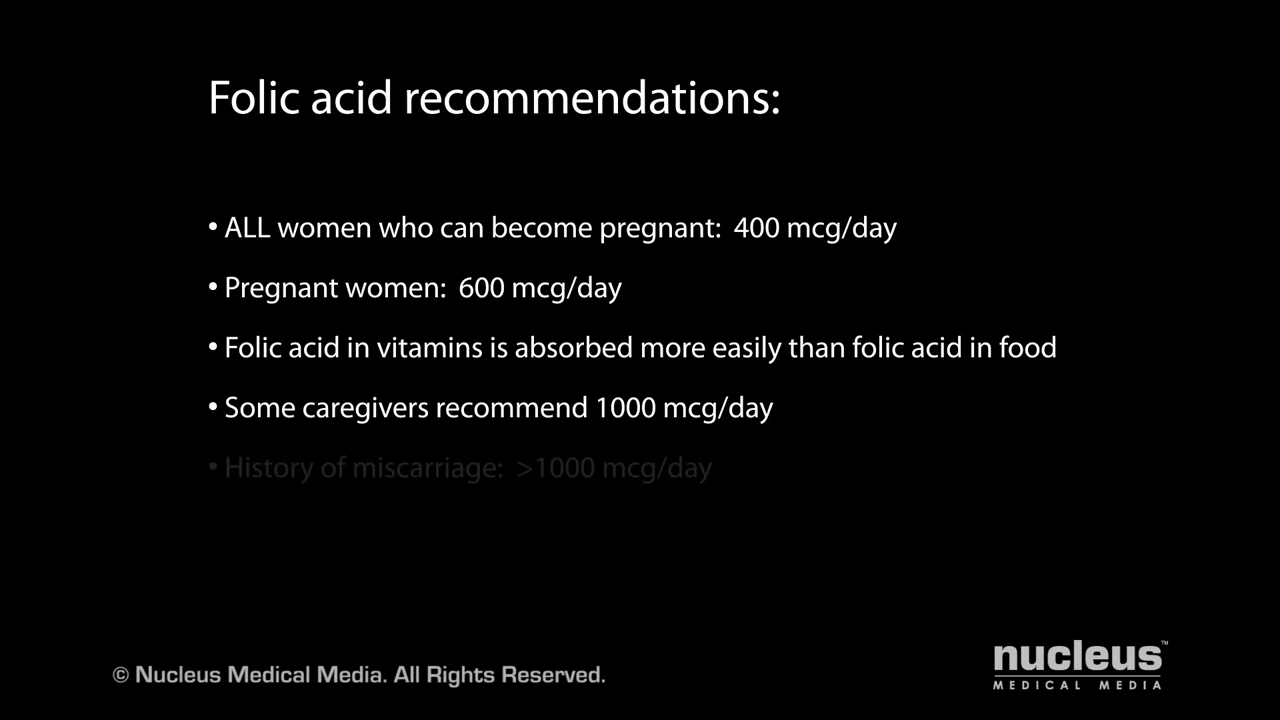 Folic acid recommendations:
• ALL women who can become pregnant:  400 mcg/day
• Pregnant women:  600 mcg/day
• Folic acid in vitamins is absorbed more easily than folic acid in food
• Some caregivers recommend 1000 mcg/day
• History of miscarriage:  >1000 mcg/day
© Nucleus Medical Media. All Rights Reserved.
nucleus™
MEDICAL MEDIA